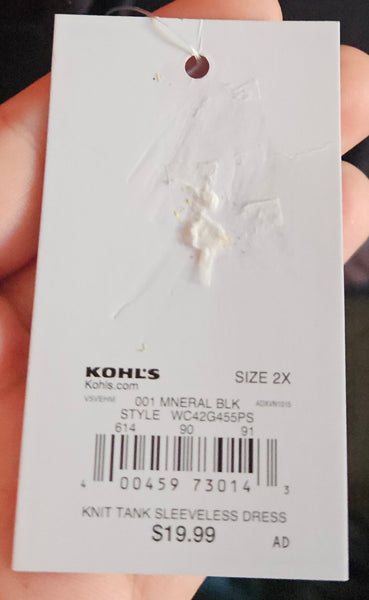 KOHL'S SIZE 2X
Kohls.com
VSVEHM 001 MNERAL BLK ADXVN1015
STYLE WC42G455PS
614 90 91
4 00459 73014 3
KNIT TANK SLEEVELESS DRESS
$19.99 AD